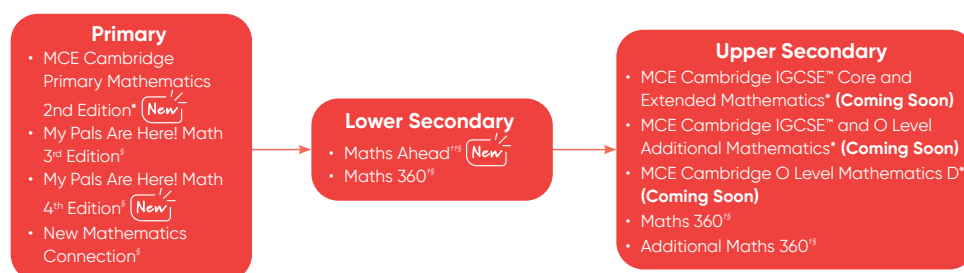 Primary
• MCE Cambridge
Primary Mathematics
2nd Edition* New
• My Pals Are Here! Math
3rd Edition§
• My Pals Are Here! Math
4th Edition§ New
• New Mathematics
Connection§
Lower Secondary
• Maths Ahead††§ New
• Maths 360†§
Upper Secondary
• MCE Cambridge IGCSE™ Core and
Extended Mathematics* (Coming Soon)
• MCE Cambridge IGCSE™ and O Level
Additional Mathematics* (Coming Soon)
• MCE Cambridge O Level Mathematics D*
(Coming Soon)
• Maths 360†§
• Additional Maths 360†§